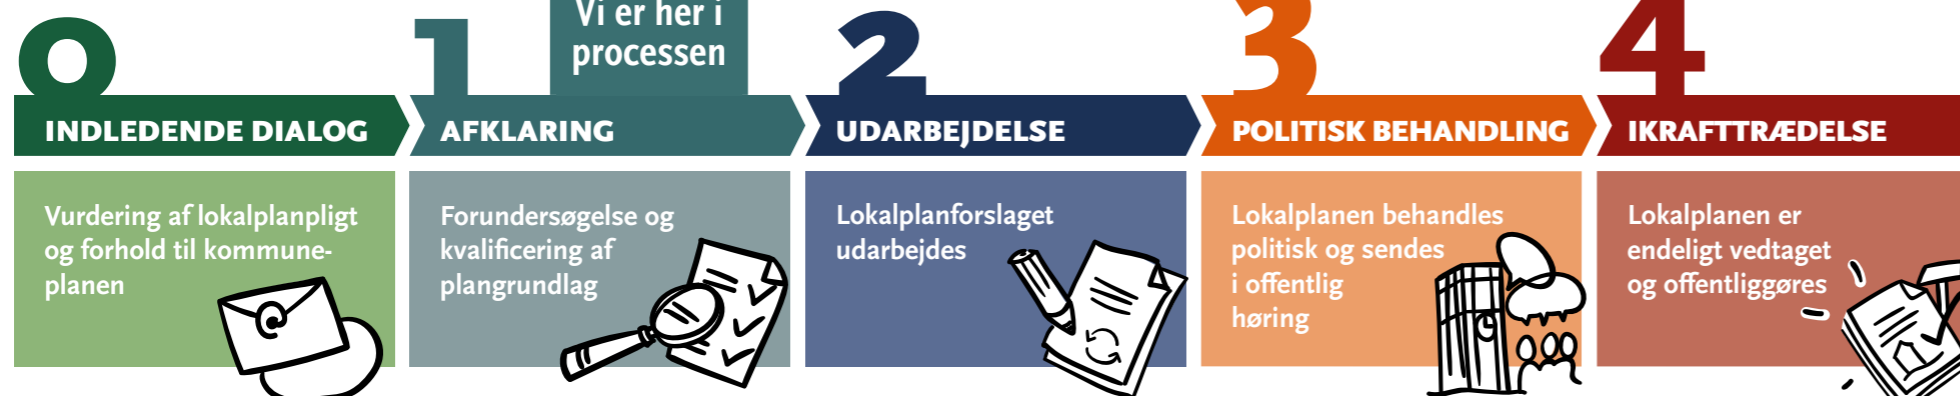 0
1
Vi er her i
processen
2
3
4
INDLEDENDE DIALOG
AFKLARING
UDARBEJDELSE
POLITISK BEHANDLING
IKRAFTTRÆDELSE
Vurdering af lokalplanpligt
og forhold til kommune-
planen
Forundersøgelse og
kvalificering af
plangrundlag
Lokalplanforslaget
udarbejdes
Lokalplanen behandles
politisk og sendes
i offentlig
høring
Lokalplanen er
endeligt vedtaget
og offentliggøres